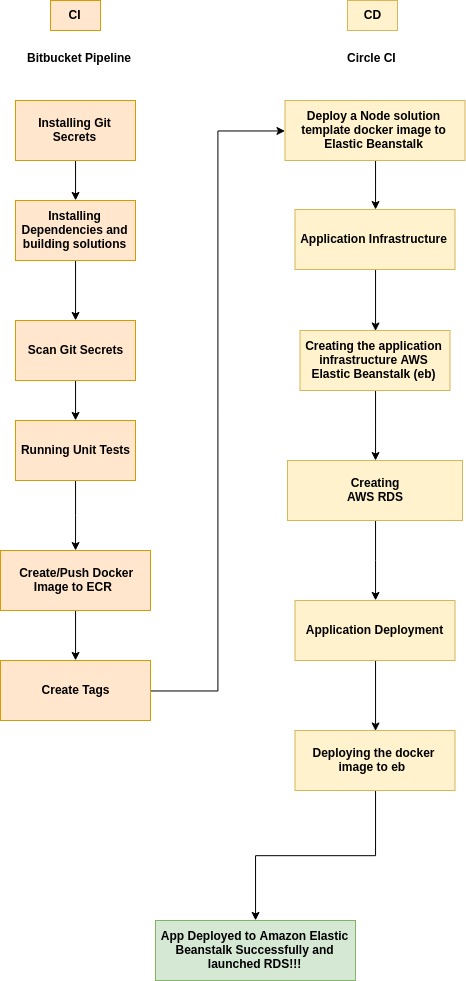 CI
Bitbucket Pipeline
Installing Git
Secrets
Installing
Dependencies and
building solutions
Scan Git Secrets
Running Unit Tests
Create/Push Docker
Image to ECR
Create Tags
CD
Circle CI
Deploy a Node solution
template docker image to
Elastic Beanstalk
Application Infrastructure
Creating the application
infrastructure AWS
Elastic Beanstalk (eb)
Creating
AWS RDS
Application Deployment
Deploying the docker
image to eb
App Deployed to Amazon Elastic
Beanstalk Successfully and
launched RDS!!!